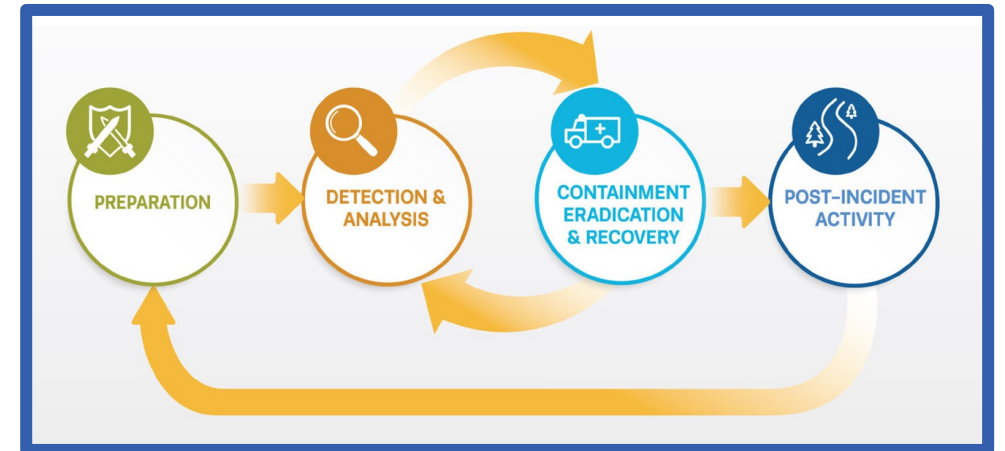 PREPARATION
DETECTION &
ANALYSIS
CONTAINMENT
ERADICATION
& RECOVERY
POST-INCIDENT
ACTIVITY